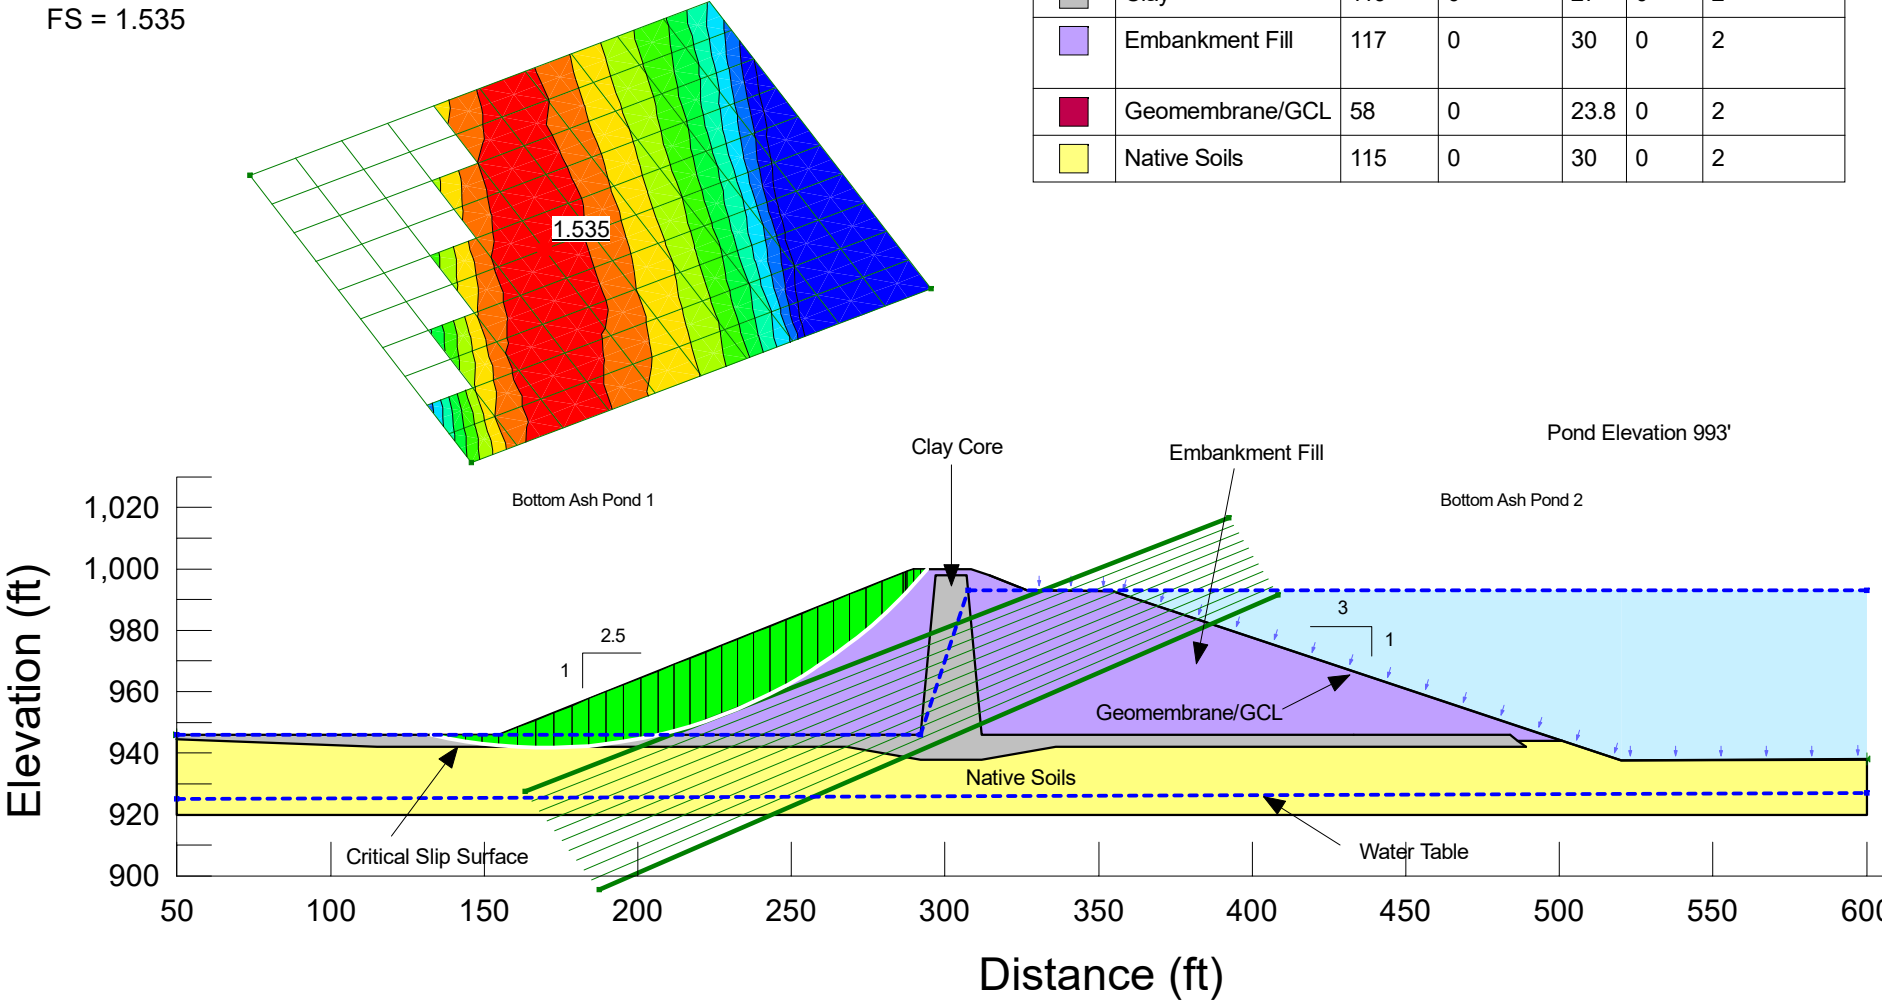 FS = 1.535
Embankment Fill 117 0 30 0 2
Geomembrane/GCL 58 0 23.8 0 2
Native Soils 115 0 30 0 2
1.535
Pond Elevation 993'
Clay Core
Embankment Fill
Bottom Ash Pond 1
Bottom Ash Pond 2
1,020
1,000
980
960
940
920
900
Elevation (ft)
2.5
1
3
1
Geomembrane/GCL
Native Soils
Critical Slip Surface
Water Table
50 100 150 200 250 300 350 400 450 500 550 600
Distance (ft)